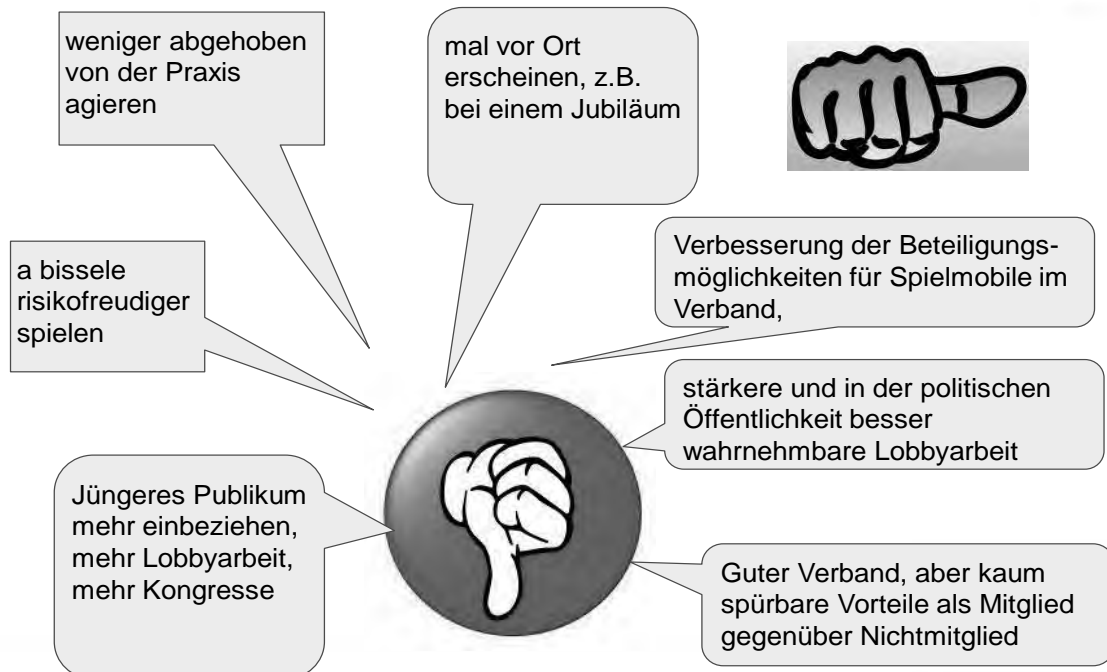 weniger abgehoben
von der Praxis
agieren
mal vor Ort
erscheinen, z.B.
bei einem Jubiläum
a bissele
risikofreudiger
spielen
Verbesserung der Beteiligungs-
möglichkeiten für Spielmobile im
Verband,
stärkere und in der politischen
Öffentlichkeit besser
wahrnehmbare Lobbyarbeit
Jüngeres Publikum
mehr einbeziehen,
mehr Lobbyarbeit,
mehr Kongresse
Guter Verband, aber kaum
spürbare Vorteile als Mitglied
gegenüber Nichtmitglied